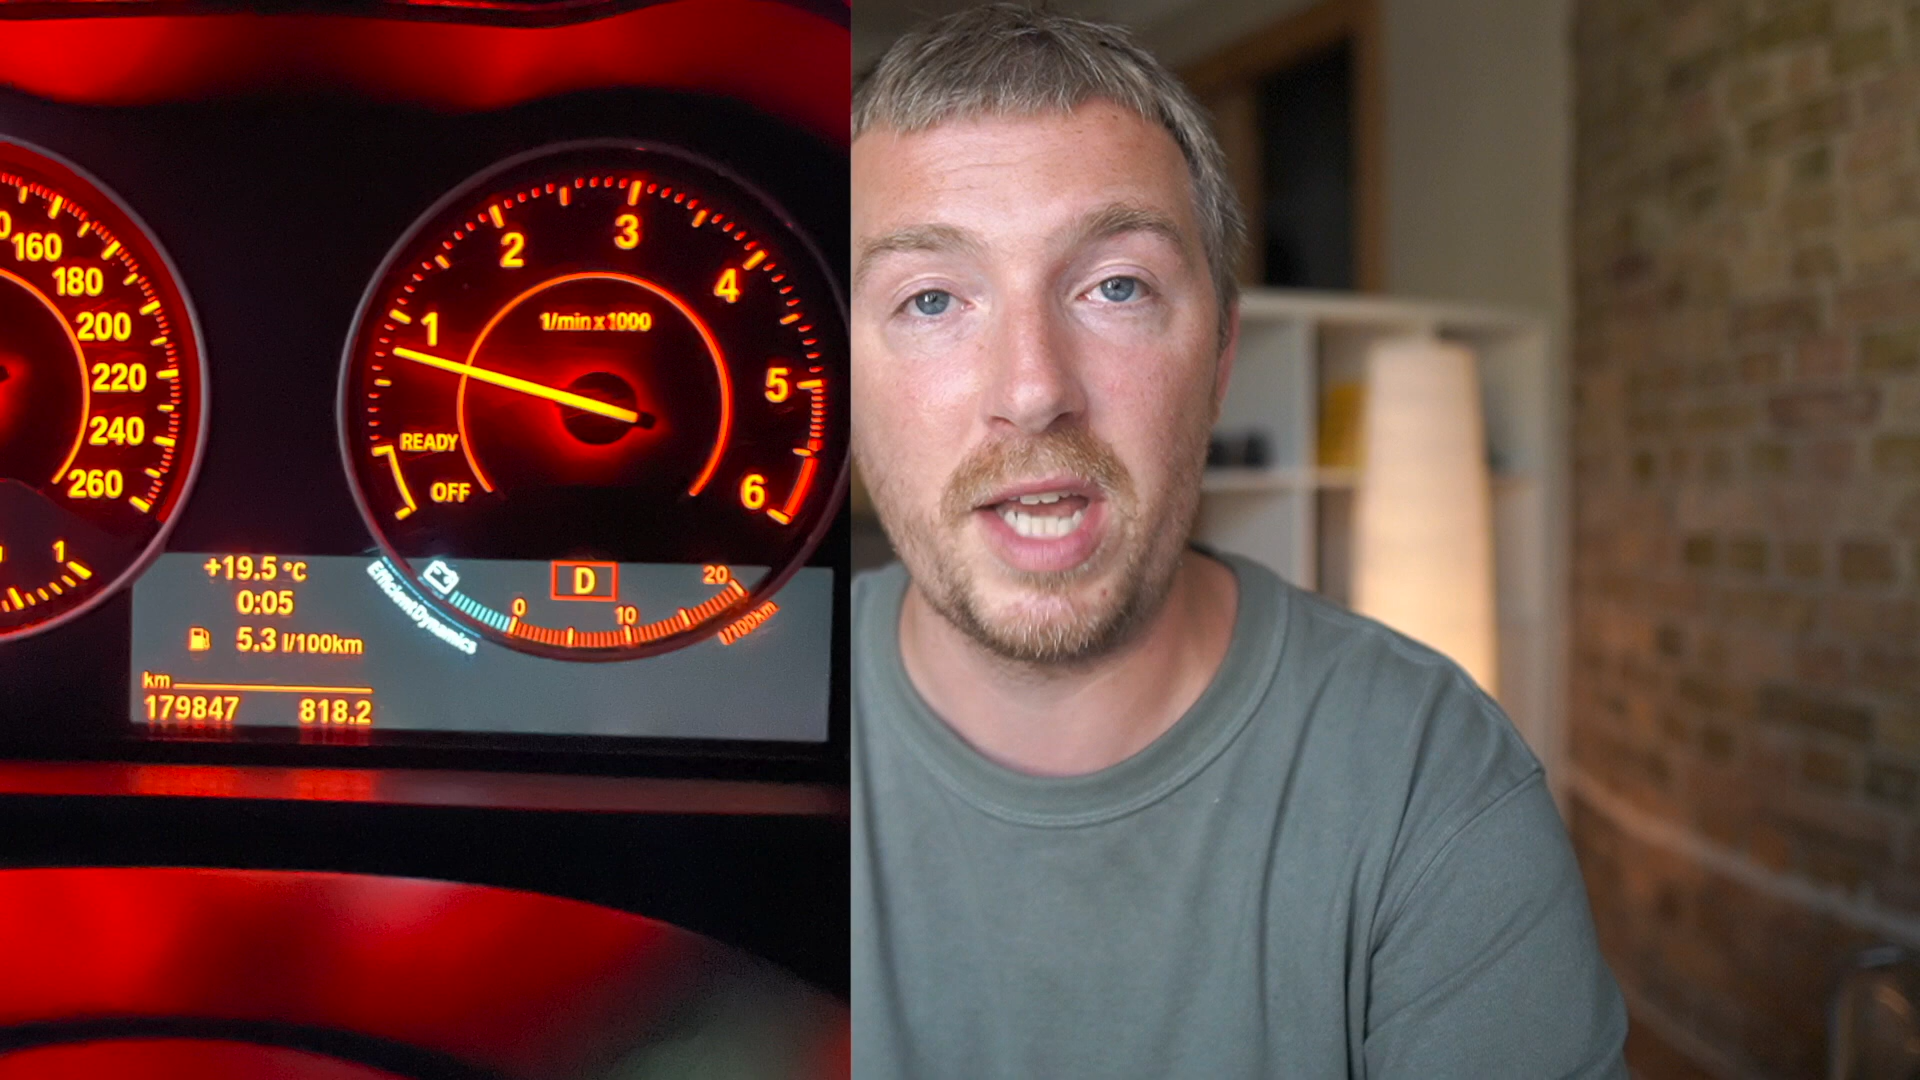 160
180
200
220
240
260
1
1
2
3
4
5
6
1/min x 1000
READY
OFF
+19.5 °C
0:05
5.3 l/100km
km
179847 818.2
EfficientDynamics
D
0
10
20
l/100km